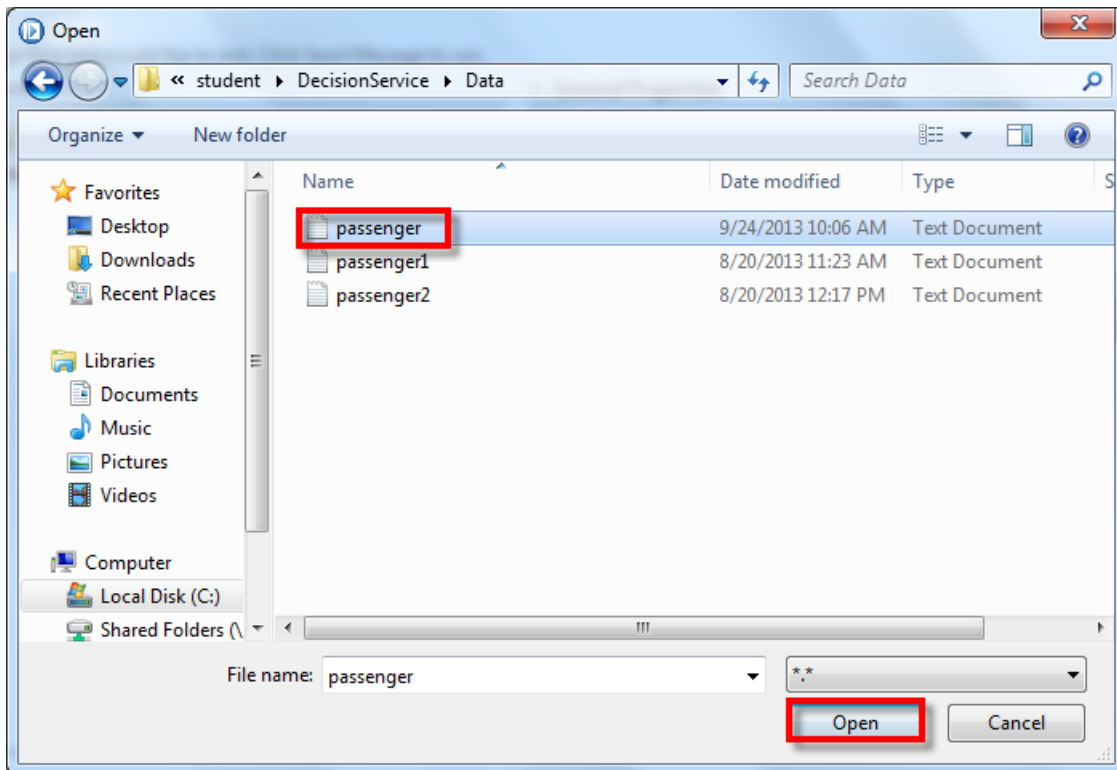 Open
« student ▸ DecisionService ▸ Data
Search Data
Organize
New folder
Name
Date modified
Type
S
Favorites
Desktop
Downloads
Recent Places
Libraries
Documents
Music
Pictures
Videos
Computer
Local Disk (C:)
Shared Folders (\
passenger 9/24/2013 10:06 AM Text Document
passenger1 8/20/2013 11:23 AM Text Document
passenger2 8/20/2013 12:17 PM Text Document
File name: passenger
*.*
Open
Cancel